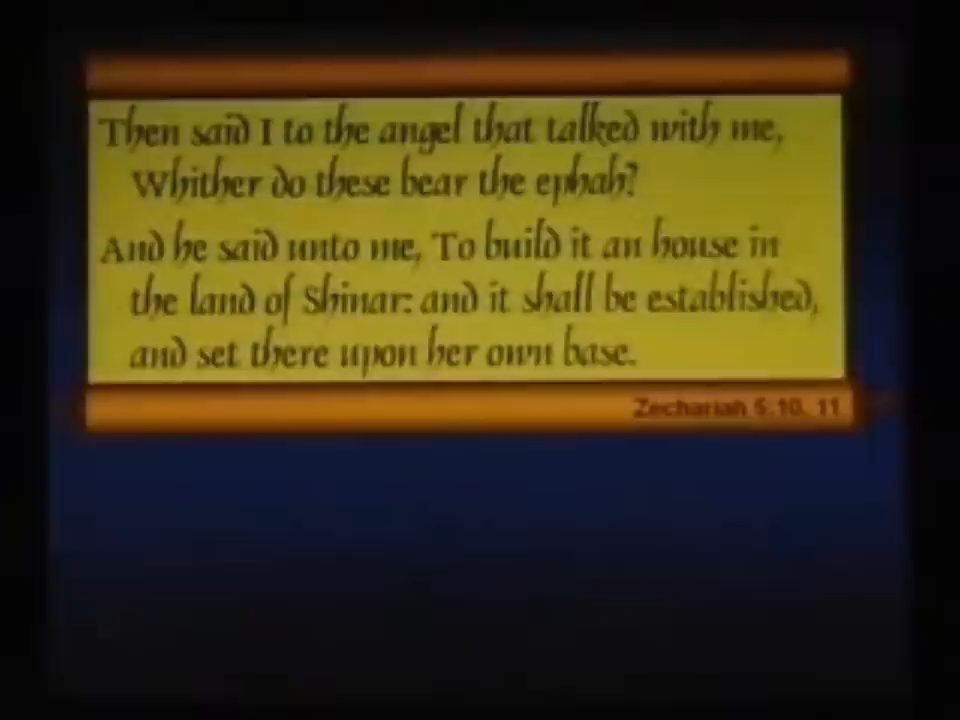 Then said I to the angel that talked with me,
Whither do these bear the ephah?
And he said unto me, To build it an house in
the land of Shinar: and it shall be established,
and set there upon her own base.
Zechariah 5:10, 11